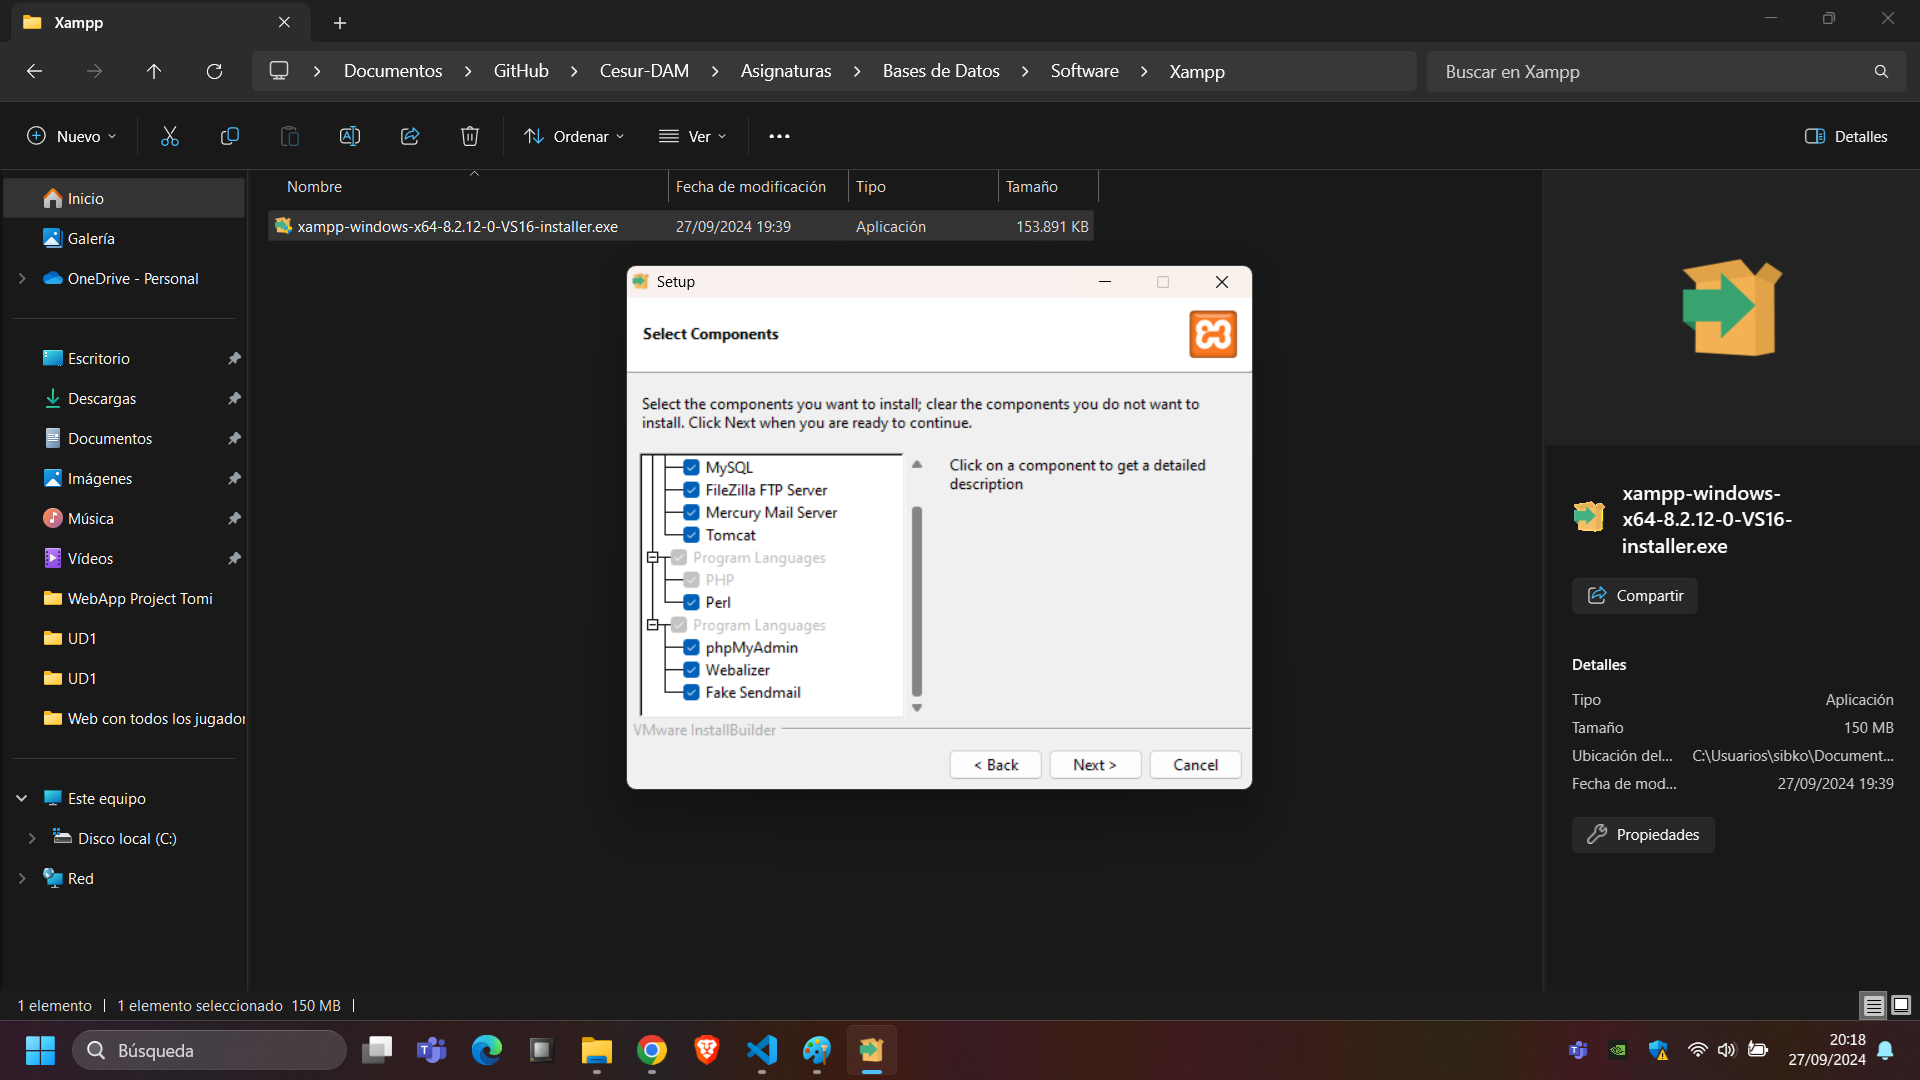 Xampp
Documentos
GitHub
Cesur-DAM
Asignaturas
Bases de Datos
Software
Xampp
Buscar en Xampp
Nuevo
Ordenar
Ver
Detalles
Inicio
Galería
OneDrive - Personal
Escritorio
Descargas
Documentos
Imágenes
Música
Vídeos
WebApp Project Tomi
UD1
UD1
Web con todos los jugador
Este equipo
Disco local (C:)
Red
Nombre
Fecha de modificación
Tipo
Tamaño
xampp-windows-x64-8.2.12-0-VS16-installer.exe
27/09/2024 19:39
Aplicación
153.891 KB
Setup
Select Components
Select the components you want to install; clear the components you do not want to
install. Click Next when you are ready to continue.
MySQL
FileZilla FTP Server
Mercury Mail Server
Tomcat
Program Languages
PHP
Perl
Program Languages
phpMyAdmin
Webalizer
Fake Sendmail
Click on a component to get a detailed
description
VMware InstallBuilder
< Back
Next >
Cancel
xampp-windows-
x64-8.2.12-0-VS16-
installer.exe
Compartir
Detalles
Tipo
Aplicación
Tamaño
150 MB
Ubicación del...
C:\Usuarios\sibko\Document...
Fecha de mod...
27/09/2024 19:39
Propiedades
1 elemento
1 elemento seleccionado
150 MB
Búsqueda
20:18
27/09/2024